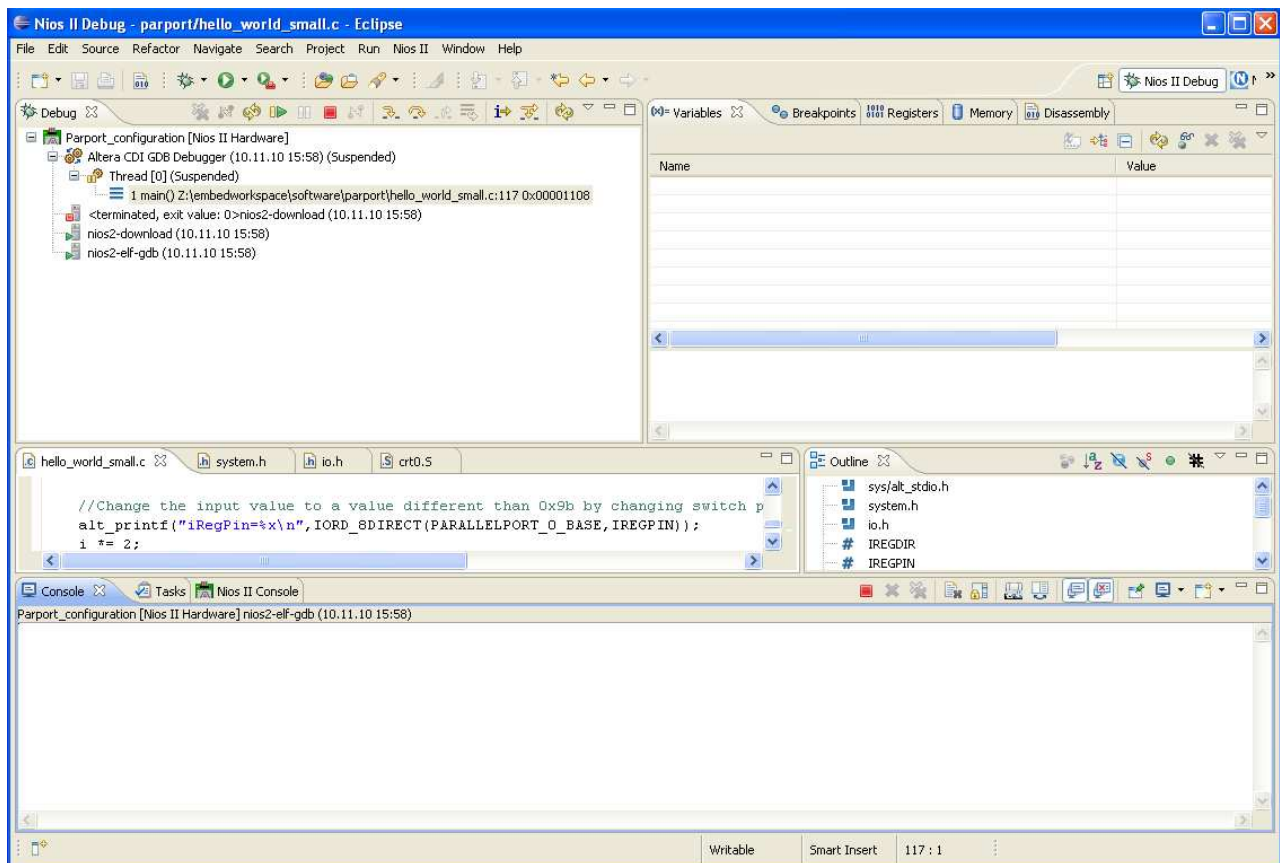 Nios II Debug - parport/hello_world_small.c - Eclipse
File Edit Source Refactor Navigate Search Project Run Nios II Window Help
Nios II Debug
Debug
Parport_configuration [Nios II Hardware]
Altera CDI GDB Debugger (10.11.10 15:58) (Suspended)
Thread [0] (Suspended)
1 main() Z:\embedworkspace\software\parport\hello_world_small.c:117 0x00001108
<terminated, exit value: 0>nios2-download (10.11.10 15:58)
nios2-download (10.11.10 15:58)
nios2-elf-gdb (10.11.10 15:58)
(x)= Variables Breakpoints Registers Memory Disassembly
Name Value
hello_world_small.c system.h io.h crt0.S
//Change the input value to a value different than 0x9b by changing switch p
alt_printf("iRegPin=%x\n",IORD_8DIRECT(PARALLELPORT_0_BASE,IREGPIN));
i *= 2;
Outline
sys/alt_stdio.h
system.h
io.h
IREGDIR
IREGPIN
Console Tasks Nios II Console
Parport_configuration [Nios II Hardware] nios2-elf-gdb (10.11.10 15:58)
Writable Smart Insert 117 : 1